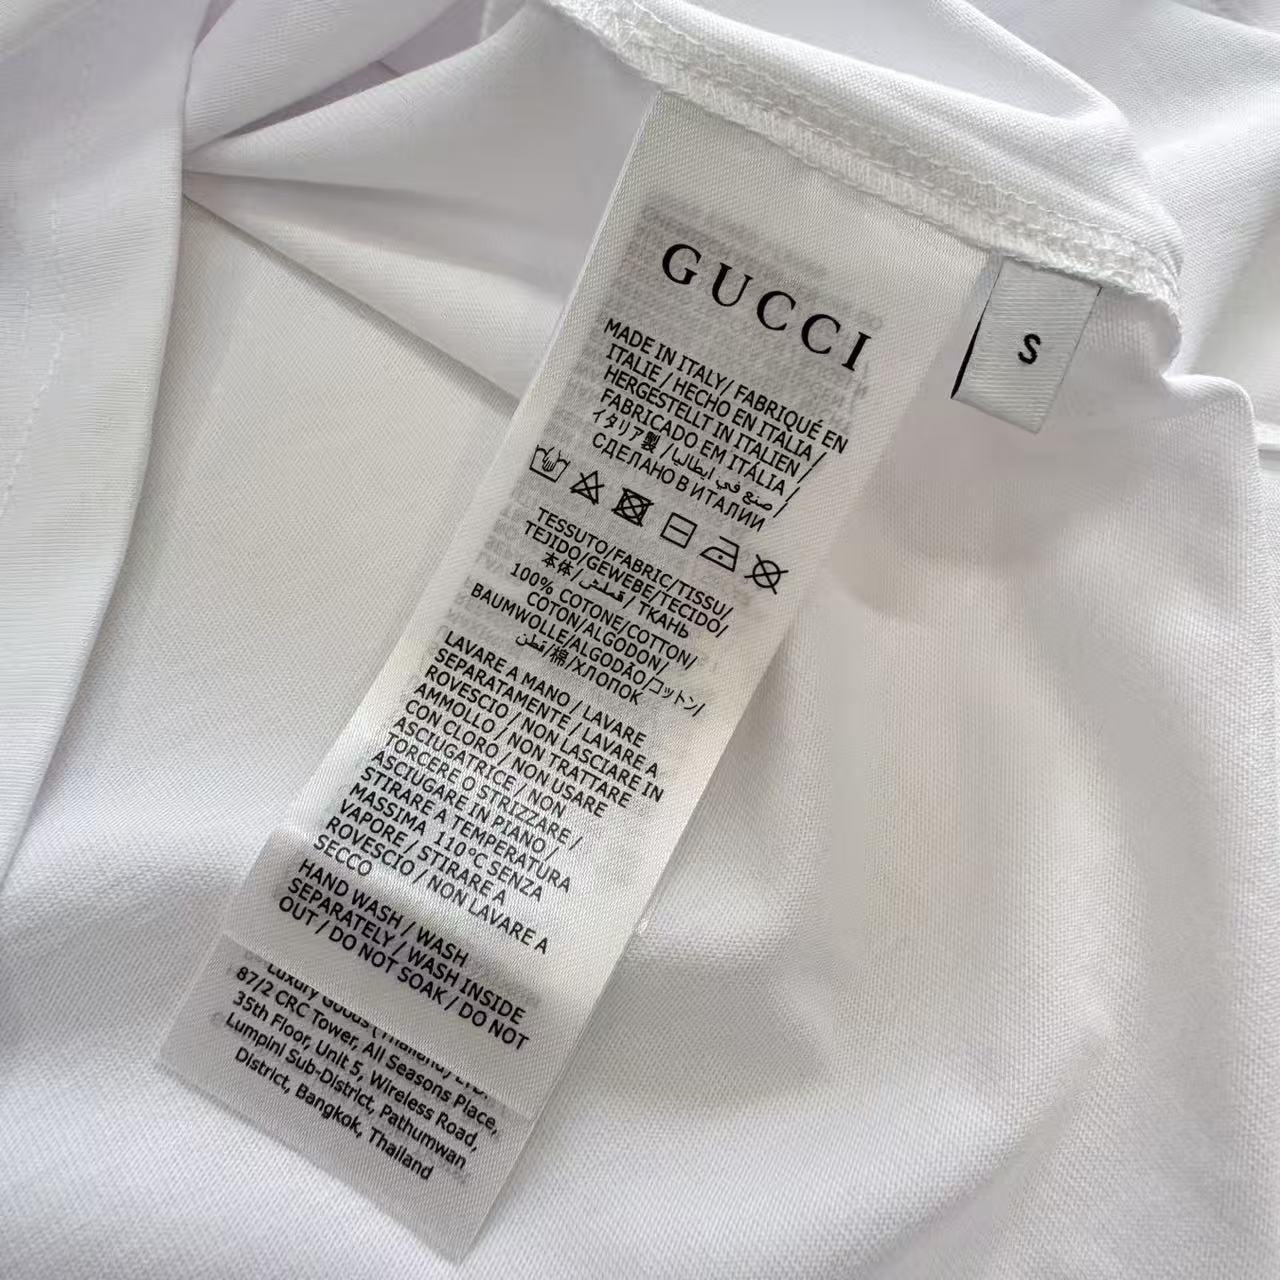 GUCCI
S
MADE IN ITALY/ FABRIQUÉ EN
ITALIE / HECHO EN ITALIA /
HERGESTELLT IN ITALIEN /
FABRICADO EM ITÁLIA /
イタリア製 / صنع في ايطاليا /
СДЕЛАНО В ИТАЛИИ
TESSUTO/FABRIC/TISSU/
TEJIDO/GEWEBE/TECIDO/
本体/قماش / ТКАНЬ
100% COTONE/COTTON/
COTON/ALGODÓN/
BAUMWOLLE/ALGODÃO/コットン/
قطن/棉/ХЛОПОК
LAVARE A MANO / LAVARE
SEPARATAMENTE / LAVARE A
ROVESCIO / NON LASCIARE IN
AMMOLLO / NON TRATTARE
CON CLORO / NON USARE
ASCIUGATRICE / NON
TORCERE O STRIZZARE /
ASCIUGARE IN PIANO /
STIRARE A TEMPERATURA
MASSIMA 110°C SENZA
VAPORE / STIRARE A
ROVESCIO / NON LAVARE A
SECCO
HAND WASH / WASH
SEPARATELY / WASH INSIDE
OUT / DO NOT SOAK / DO NOT
Luxury Goods (Thailand) LTD.
87/2 CRC Tower, All Seasons Place,
35th Floor, Unit 5, Wireless Road,
Lumpini Sub-District, Pathumwan
District, Bangkok, Thailand